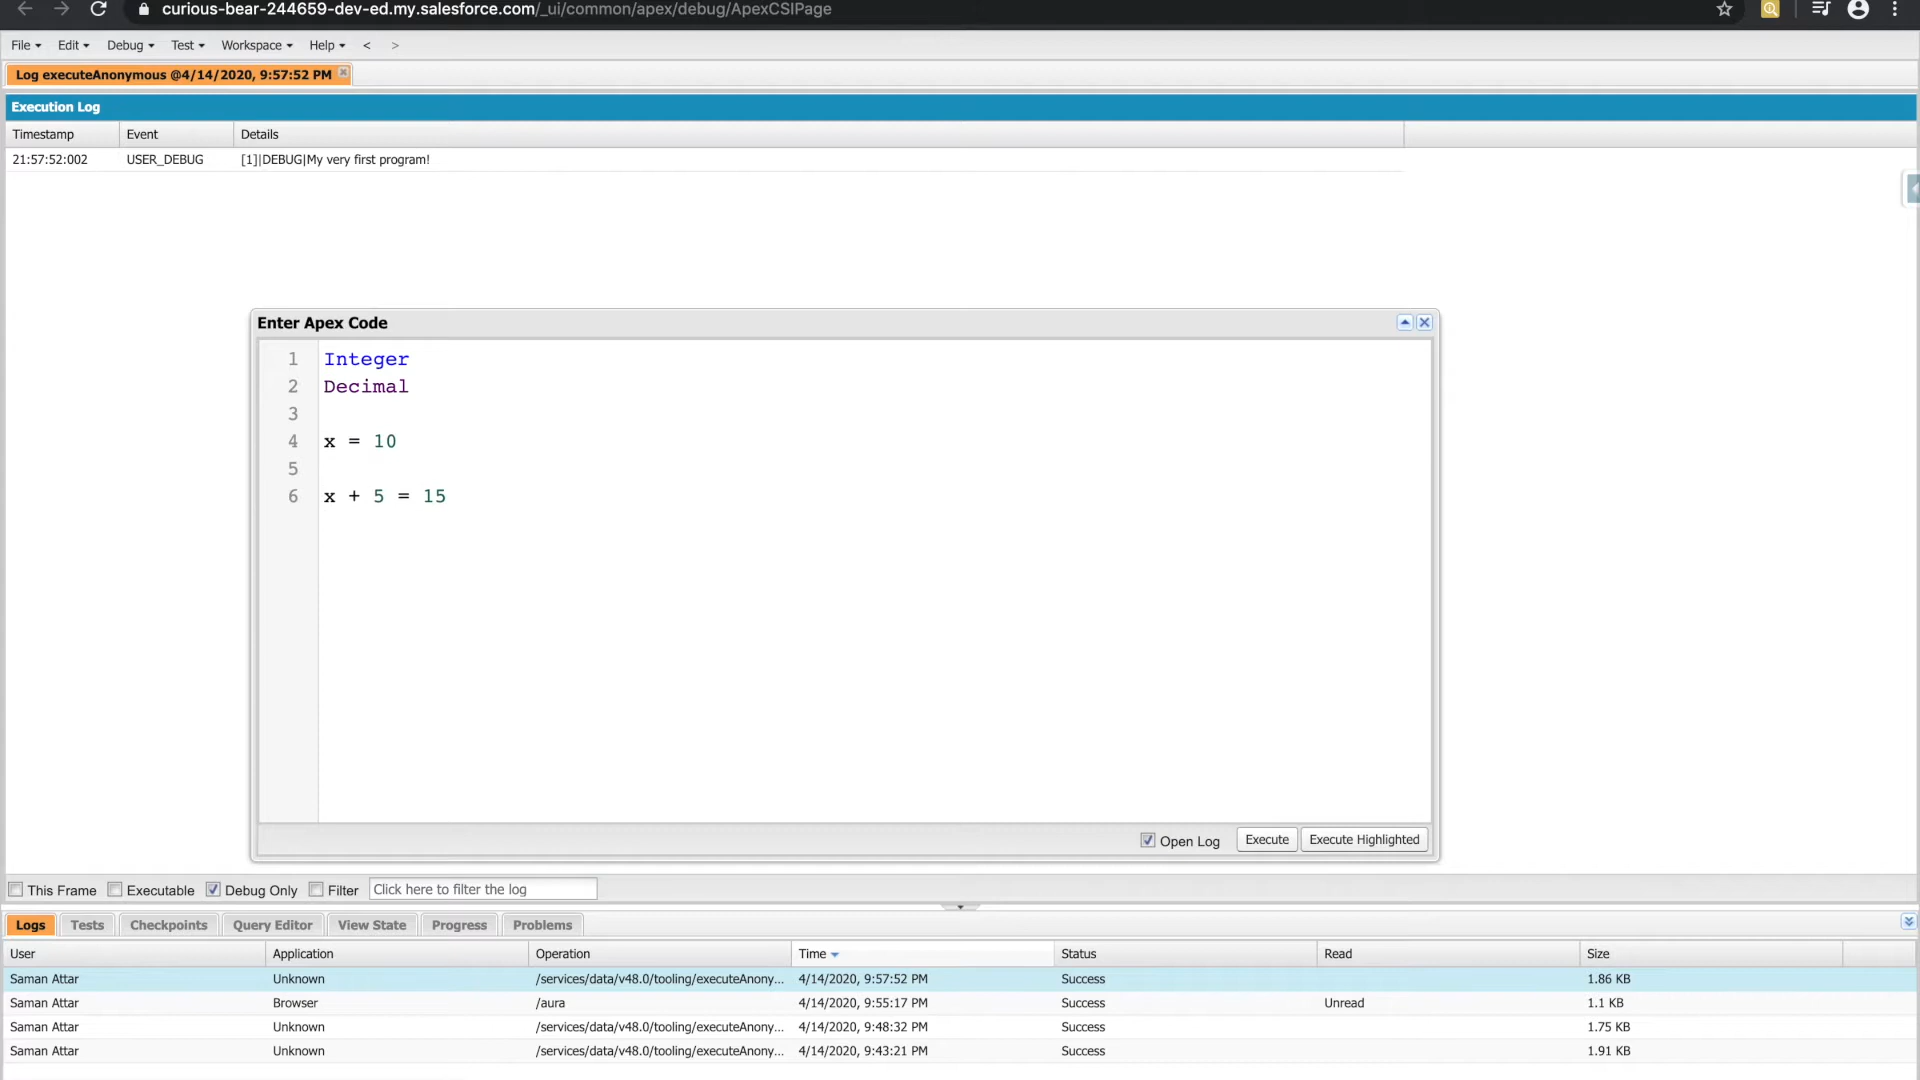 curious-bear-244659-dev-ed.my.salesforce.com/_ui/common/apex/debug/ApexCSIPage
File Edit Debug Test Workspace Help < >
Log executeAnonymous @4/14/2020, 9:57:52 PM
Execution Log
Timestamp Event Details
21:57:52:002 USER_DEBUG [1]|DEBUG|My very first program!
Enter Apex Code
1 Integer
2 Decimal
3
4 x = 10
5
6 x + 5 = 15
Open Log Execute Execute Highlighted
This Frame Executable Debug Only Filter Click here to filter the log
Logs Tests Checkpoints Query Editor View State Progress Problems
User Application Operation Time Status Read Size
Saman Attar Unknown /services/data/v48.0/tooling/executeAnony... 4/14/2020, 9:57:52 PM Success 1.86 KB
Saman Attar Browser /aura 4/14/2020, 9:55:17 PM Success Unread 1.1 KB
Saman Attar Unknown /services/data/v48.0/tooling/executeAnony... 4/14/2020, 9:48:32 PM Success 1.75 KB
Saman Attar Unknown /services/data/v48.0/tooling/executeAnony... 4/14/2020, 9:43:21 PM Success 1.91 KB